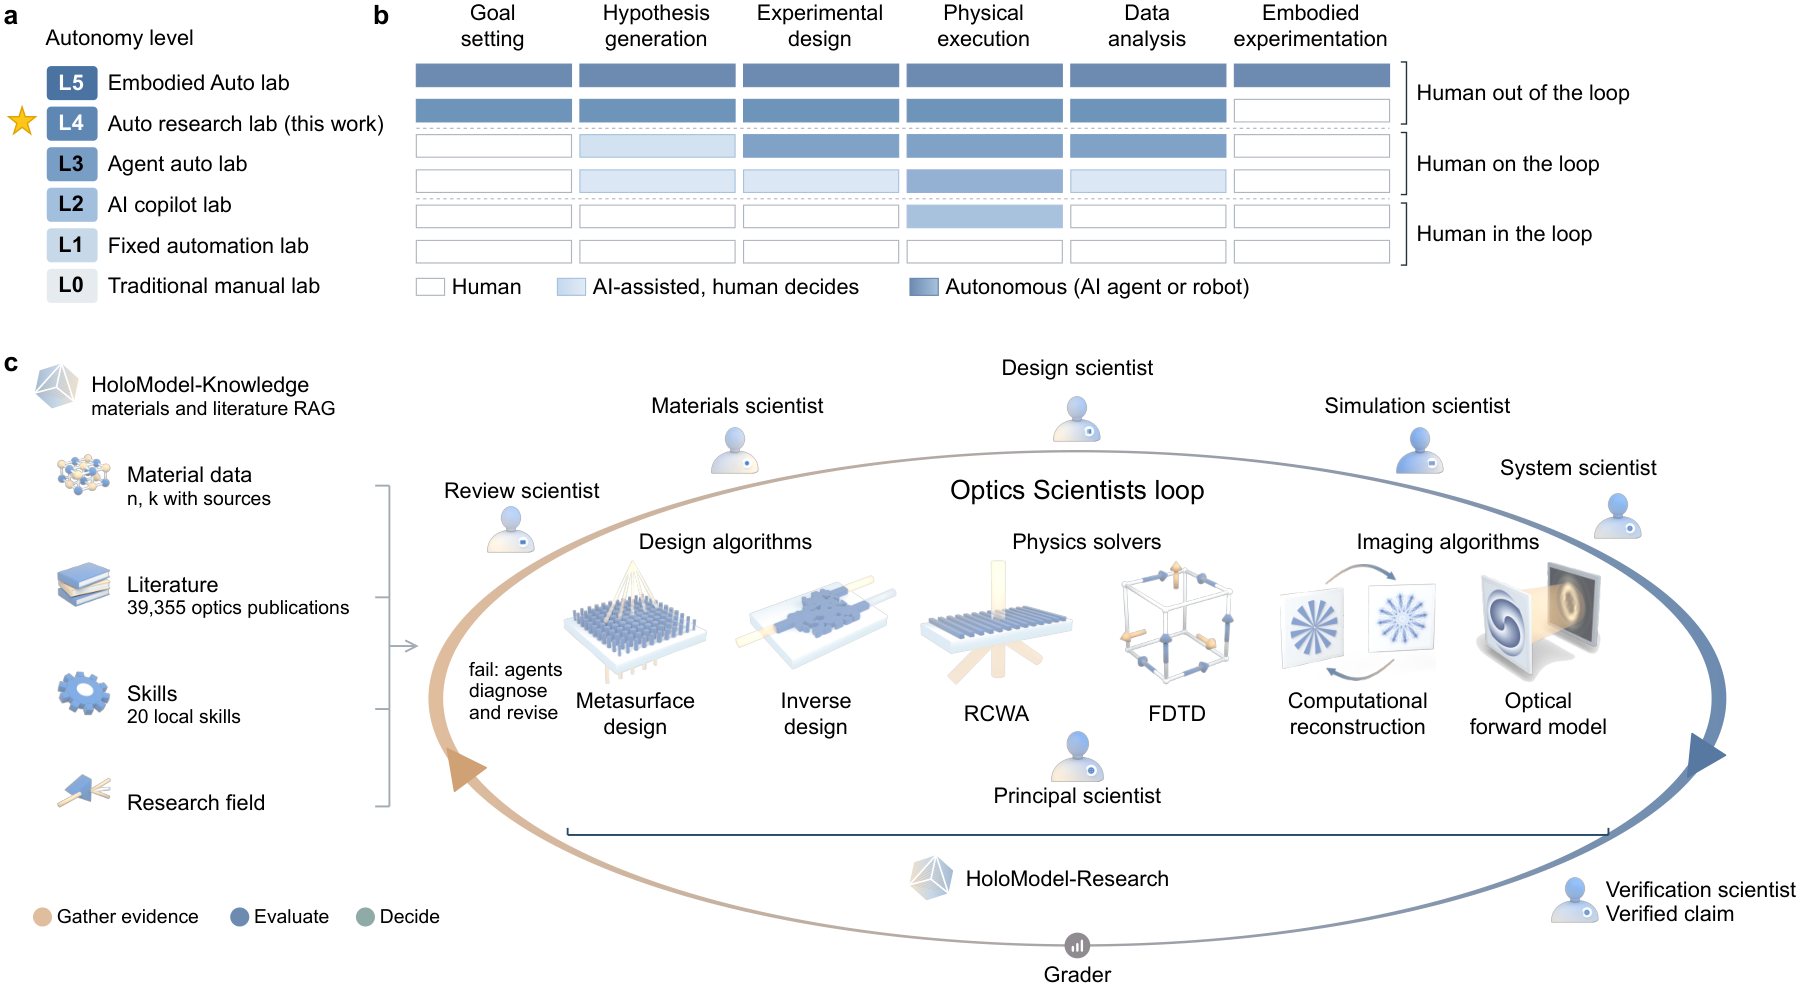 a
Autonomy level
L5 Embodied Auto lab
L4 Auto research lab (this work)
L3 Agent auto lab
L2 AI copilot lab
L1 Fixed automation lab
L0 Traditional manual lab
b
Goal setting
Hypothesis generation
Experimental design
Physical execution
Data analysis
Embodied experimentation
Human out of the loop
Human on the loop
Human in the loop
Human
AI-assisted, human decides
Autonomous (AI agent or robot)
c
HoloModel-Knowledge
materials and literature RAG
Material data
n, k with sources
Literature
39,355 optics publications
Skills
20 local skills
Research field
Gather evidence
Evaluate
Decide
Review scientist
Materials scientist
Design scientist
Simulation scientist
System scientist
Optics Scientists loop
Design algorithms
Physics solvers
Imaging algorithms
fail: agents
diagnose
and revise
Metasurface
design
Inverse
design
RCWA
FDTD
Computational
reconstruction
Optical
forward model
Principal scientist
HoloModel-Research
Verification scientist
Verified claim
Grader